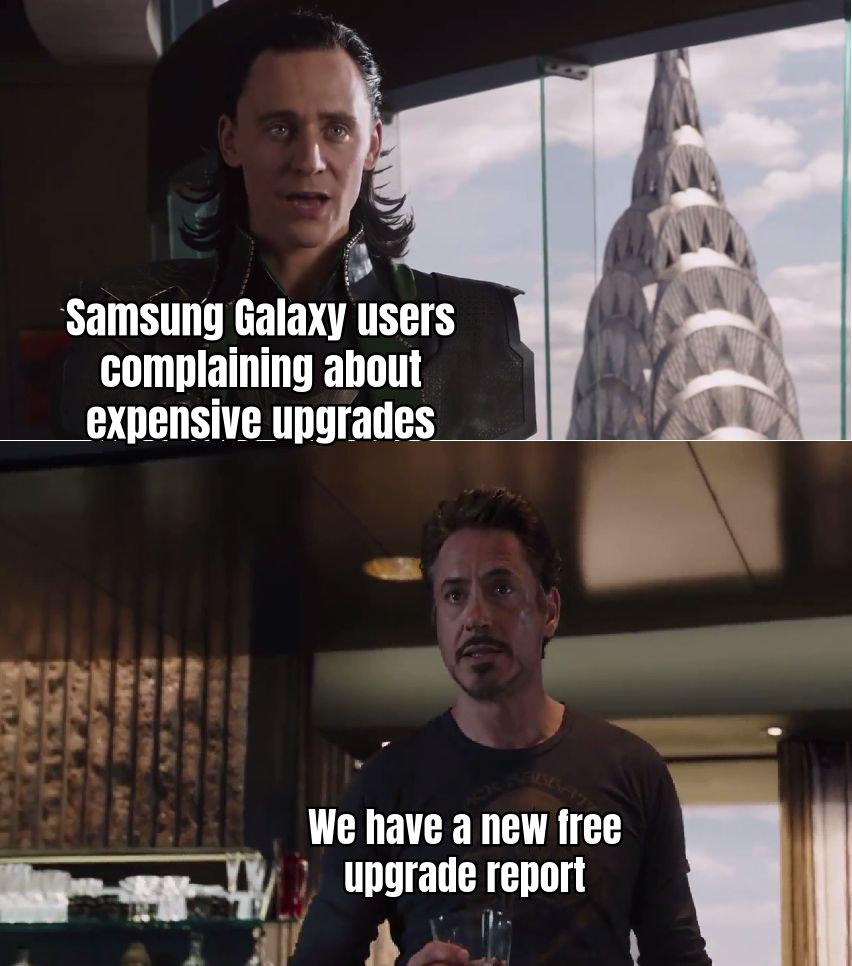 Samsung Galaxy users
complaining about
expensive upgrades
We have a new free
upgrade report